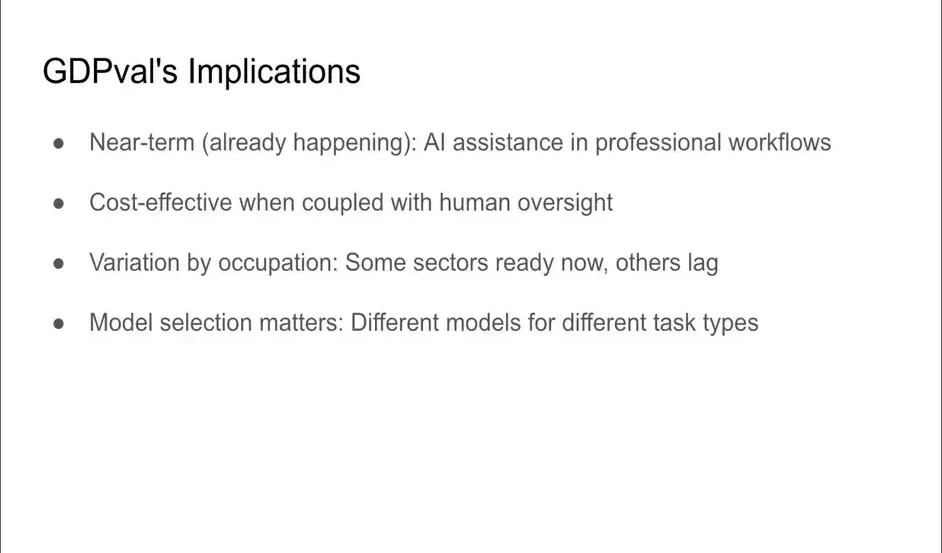 GDPval's Implications
● Near-term (already happening): AI assistance in professional workflows
● Cost-effective when coupled with human oversight
● Variation by occupation: Some sectors ready now, others lag
● Model selection matters: Different models for different task types